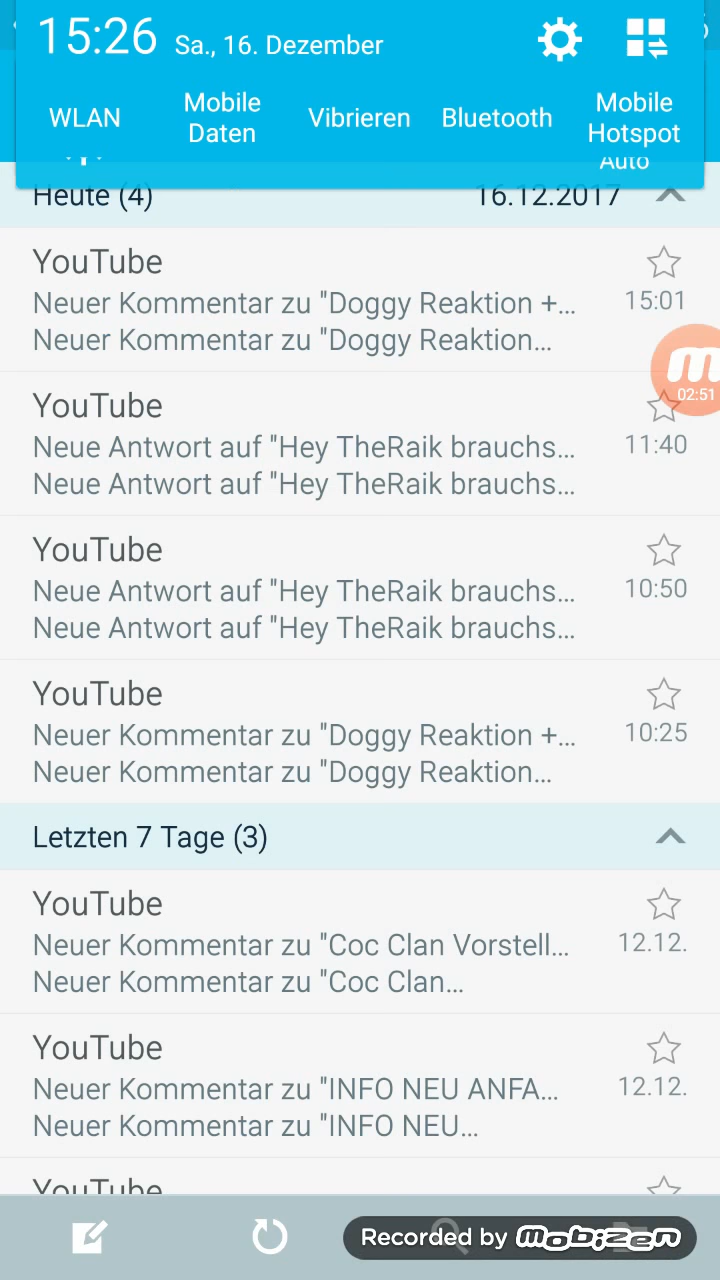 15:26 Sa., 16. Dezember
WLAN
Mobile
Daten
Vibrieren
Bluetooth
Mobile
Hotspot
Auto
Heute (4) 16.12.2017
YouTube
Neuer Kommentar zu "Doggy Reaktion +... 15:01
Neuer Kommentar zu "Doggy Reaktion...
m
02:51
YouTube
Neue Antwort auf "Hey TheRaik brauchs... 11:40
Neue Antwort auf "Hey TheRaik brauchs...
YouTube
Neue Antwort auf "Hey TheRaik brauchs... 10:50
Neue Antwort auf "Hey TheRaik brauchs...
YouTube
Neuer Kommentar zu "Doggy Reaktion +... 10:25
Neuer Kommentar zu "Doggy Reaktion...
Letzten 7 Tage (3)
YouTube
Neuer Kommentar zu "Coc Clan Vorstell... 12.12.
Neuer Kommentar zu "Coc Clan...
YouTube
Neuer Kommentar zu "INFO NEU ANFA... 12.12.
Neuer Kommentar zu "INFO NEU...
YouTube
Recorded by mobizen